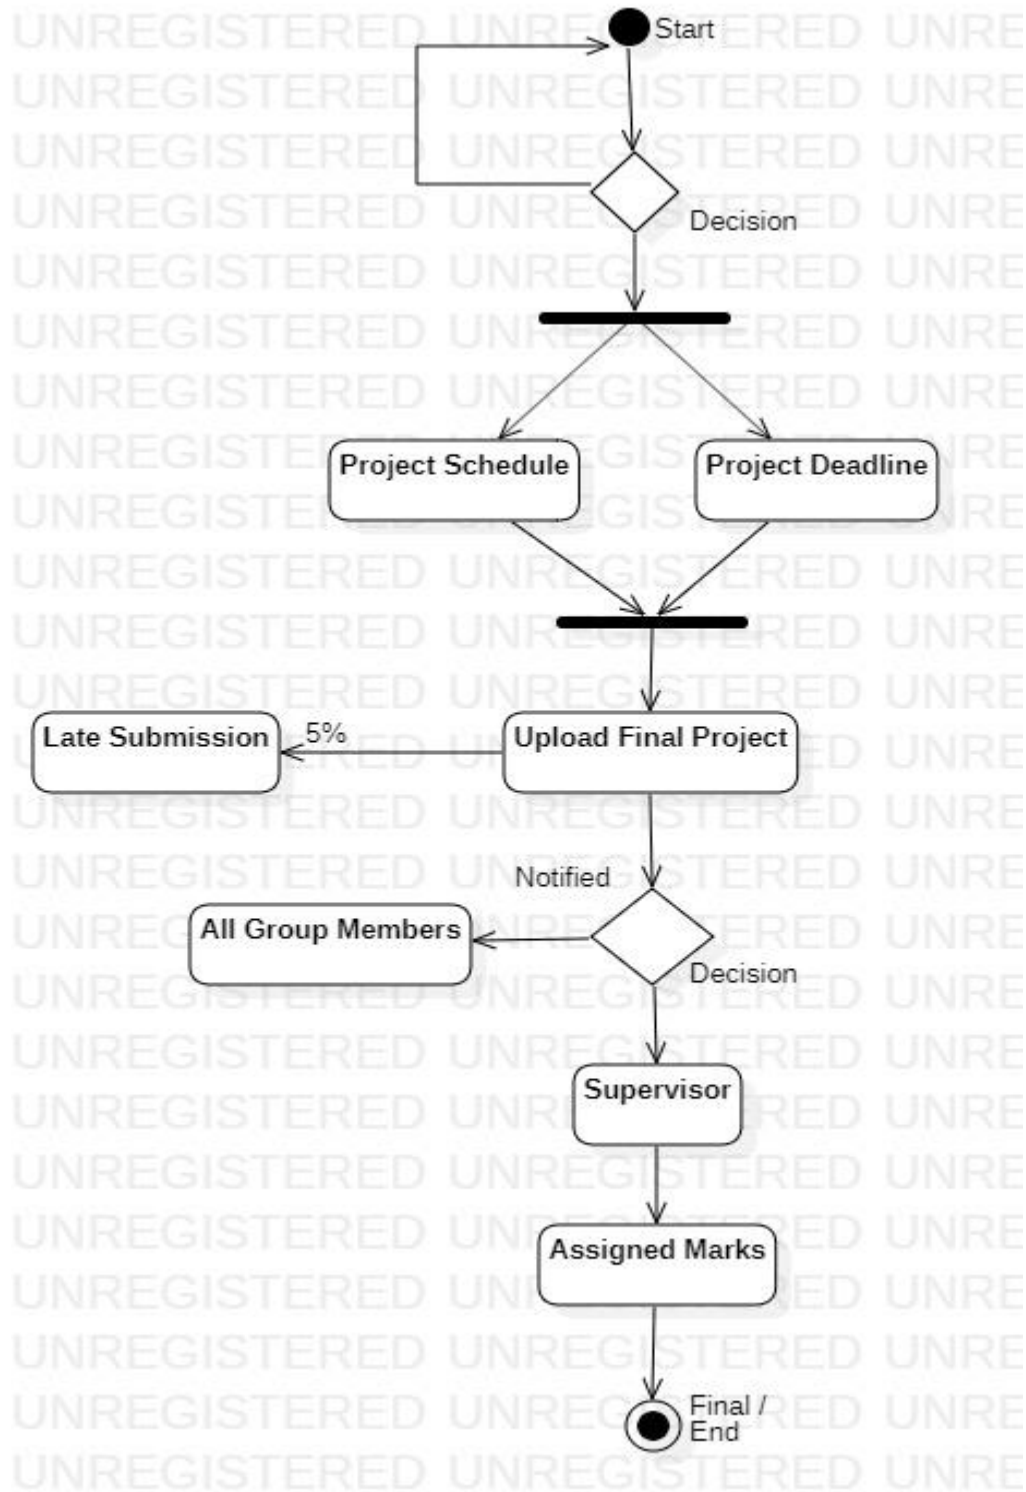 Start
Decision
Project Schedule
Project Deadline
Late Submission
5%
Upload Final Project
Notified
All Group Members
Decision
Supervisor
Assigned Marks
Final /
End
UNREGISTERED